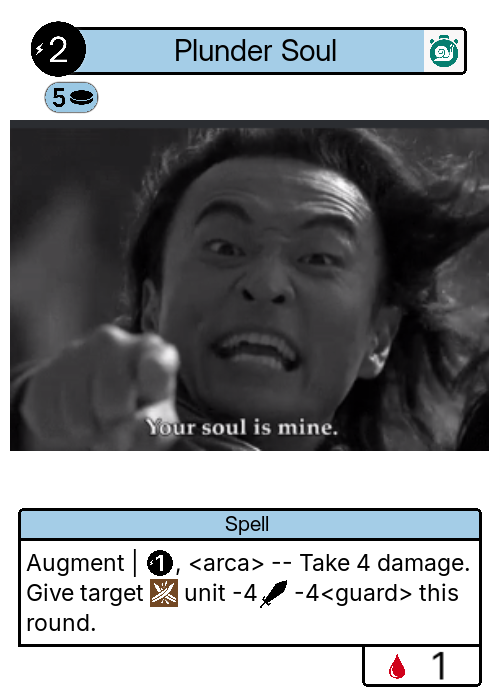 2
Plunder Soul
5
Your soul is mine.
Spell
Augment | 1, <arca> -- Take 4 damage.
Give target unit -4 -4<guard> this
round.
1